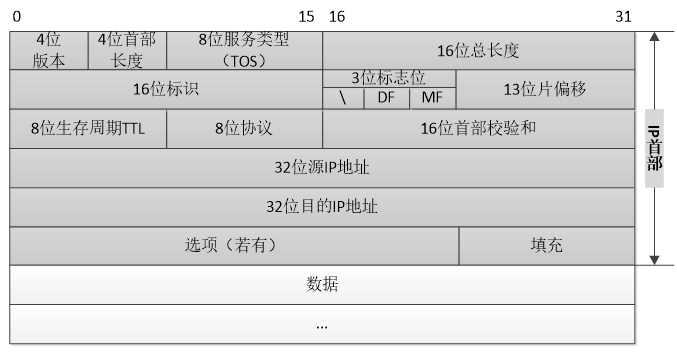 0 15 16 31
4位
版本
4位首部
长度
8位服务类型
（TOS）
16位总长度
16位标识
3位标志位
\ DF MF
13位片偏移
8位生存周期TTL
8位协议
16位首部校验和
32位源IP地址
32位目的IP地址
选项（若有）
填充
数据
...
IP首部